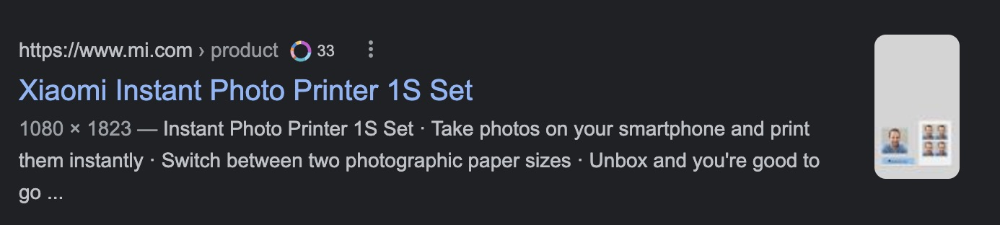 https://www.mi.com › product 33
Xiaomi Instant Photo Printer 1S Set
1080 × 1823 — Instant Photo Printer 1S Set · Take photos on your smartphone and print
them instantly · Switch between two photographic paper sizes · Unbox and you're good to
go ...